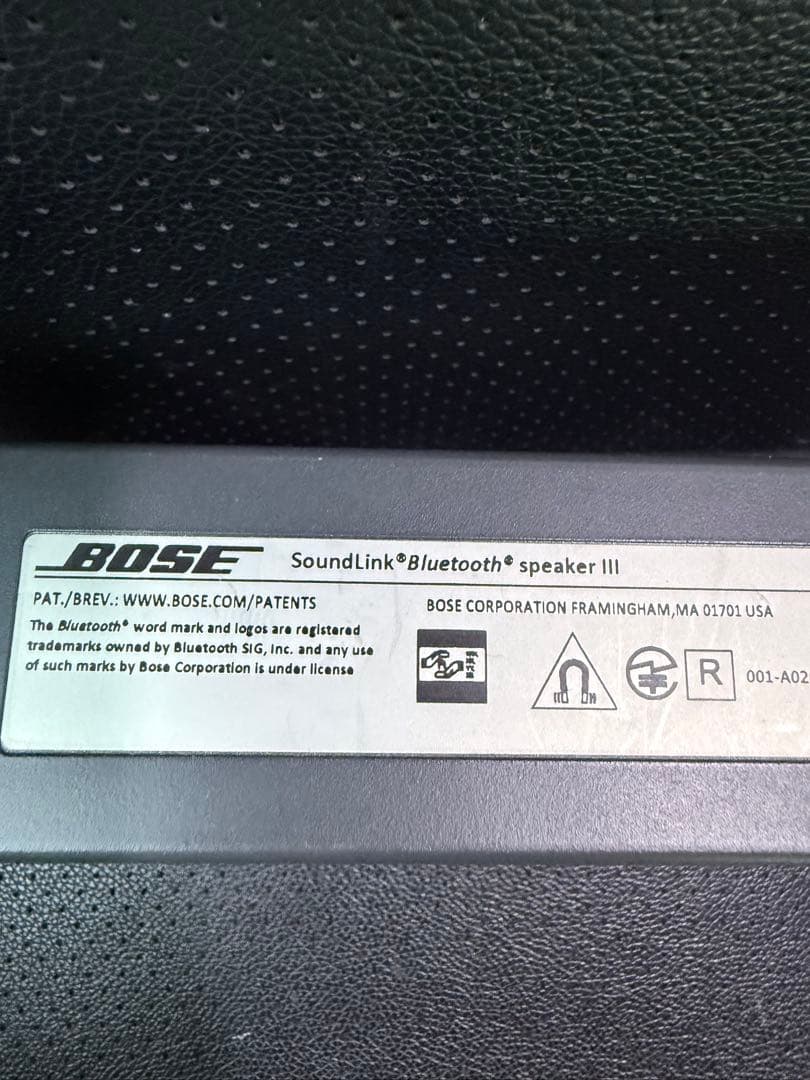 BOSE SoundLink® Bluetooth® speaker III
PAT./BREV.: WWW.BOSE.COM/PATENTS
The Bluetooth® word mark and logos are registered
trademarks owned by Bluetooth SIG, Inc. and any use
of such marks by Bose Corporation is under license
BOSE CORPORATION FRAMINGHAM,MA 01701 USA
R 001-A02